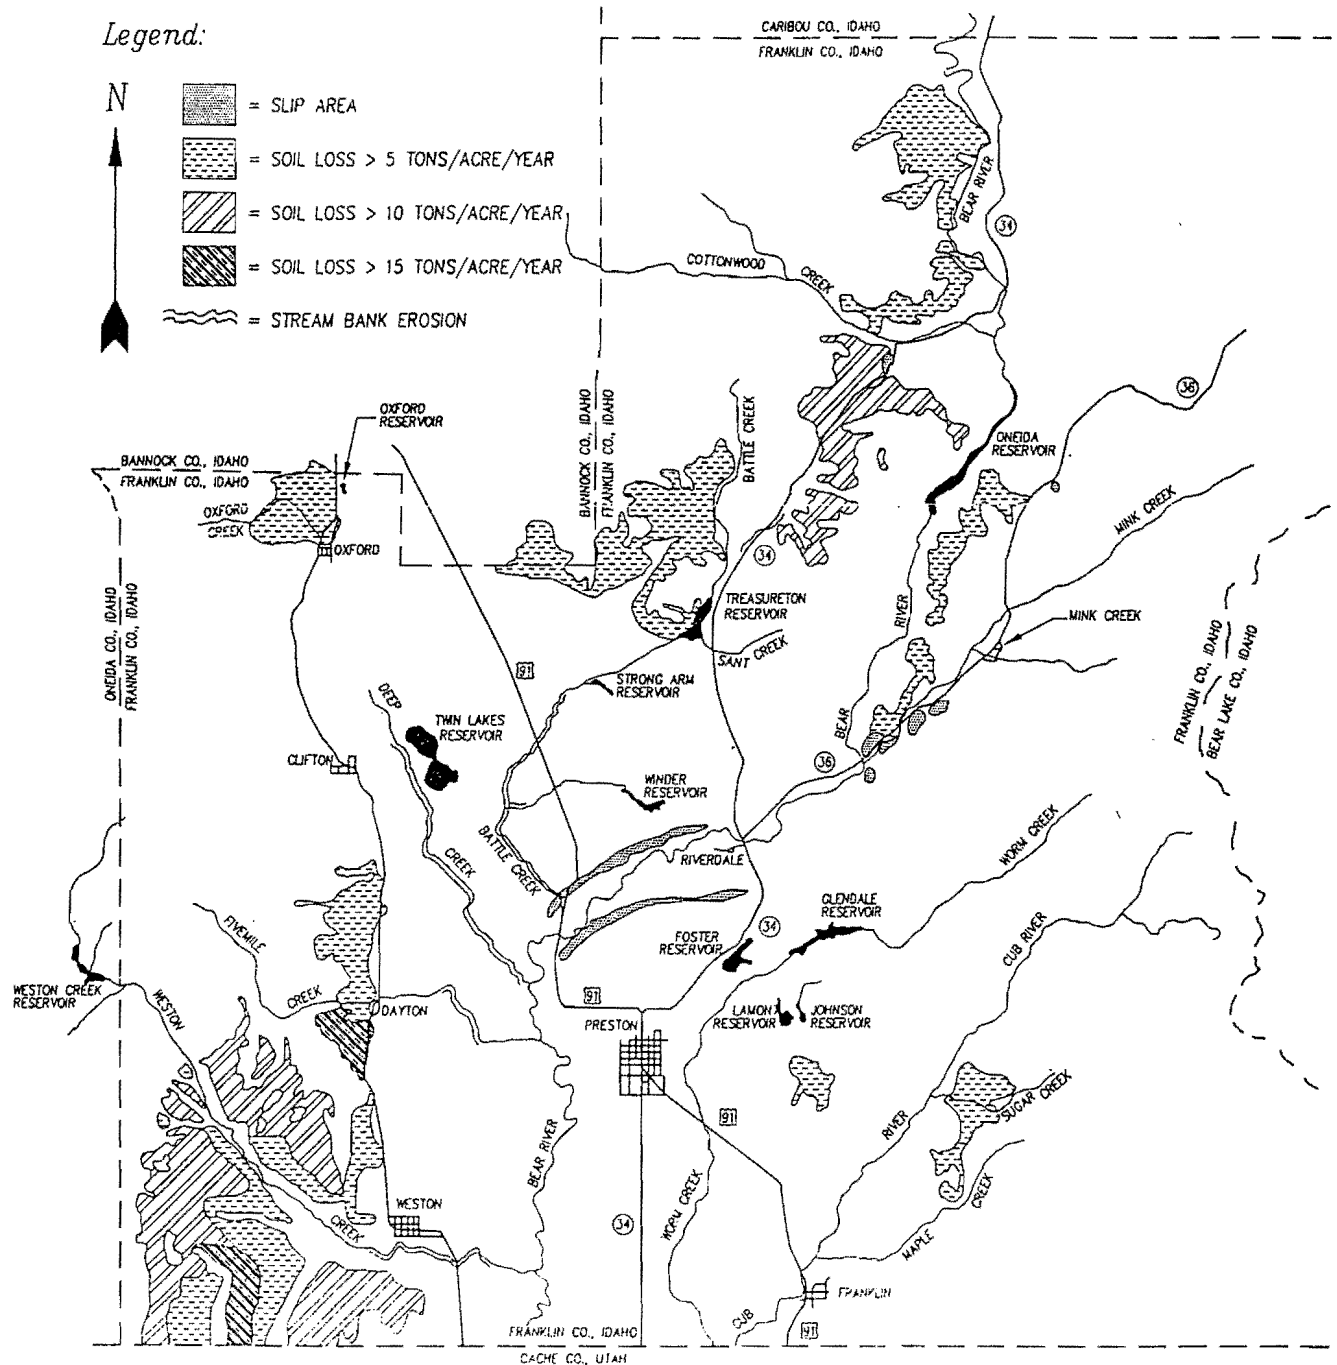 Legend:
N
= SLIP AREA
= SOIL LOSS > 5 TONS/ACRE/YEAR
= SOIL LOSS > 10 TONS/ACRE/YEAR
= SOIL LOSS > 15 TONS/ACRE/YEAR
= STREAM BANK EROSION
CARIBOU CO., IDAHO
FRANKLIN CO., IDAHO
BEAR RIVER
34
COTTONWOOD
CREEK
36
OXFORD
RESERVOIR
BANNOCK CO., IDAHO
FRANKLIN CO., IDAHO
BANNOCK CO., IDAHO
FRANKLIN CO., IDAHO
BATTLE CREEK
ONEIDA
RESERVOIR
OXFORD
CREEK
OXFORD
MINK CREEK
34
TREASURETON
RESERVOIR
RIVER
MINK CREEK
ONEIDA CO., IDAHO
FRANKLIN CO., IDAHO
SANT CREEK
FRANKLIN CO., IDAHO
BEAR LAKE CO., IDAHO
91
STRONG ARM
RESERVOIR
DEEP
TWIN LAKES
RESERVOIR
BEAR
CLIFTON
36
WINDER
RESERVOIR
BATTLE CREEK
CREEK
RIVERDALE
WORM CREEK
GLENDALE
RESERVOIR
FIVEMILE
34
FOSTER
RESERVOIR
CUB RIVER
WESTON CREEK
RESERVOIR
WESTON
CREEK
DAYTON
91
PRESTON
LAMONT
RESERVOIR
JOHNSON
RESERVOIR
SUGAR CREEK
RIVER
91
BEAR RIVER
WORM CREEK
CREEK
MAPLE
WESTON
CREEK
34
FRANKLIN
CUB
91
FRANKLIN CO., IDAHO
CACHE CO., UTAH